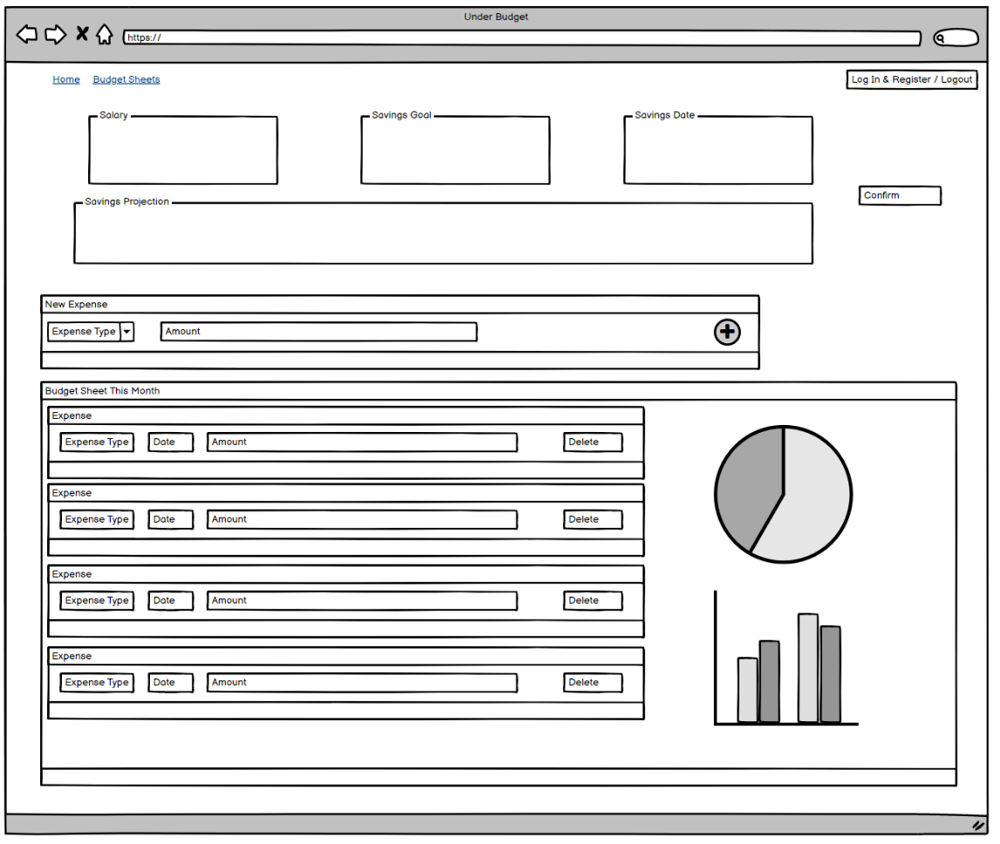 Under Budget
https://
Home Budget Sheets Log In & Register / Logout
Salary Savings Goal Savings Date
Confirm
Savings Projection
New Expense
Expense Type Amount
Budget Sheet This Month
Expense
Expense Type Date Amount Delete
Expense
Expense Type Date Amount Delete
Expense
Expense Type Date Amount Delete
Expense
Expense Type Date Amount Delete